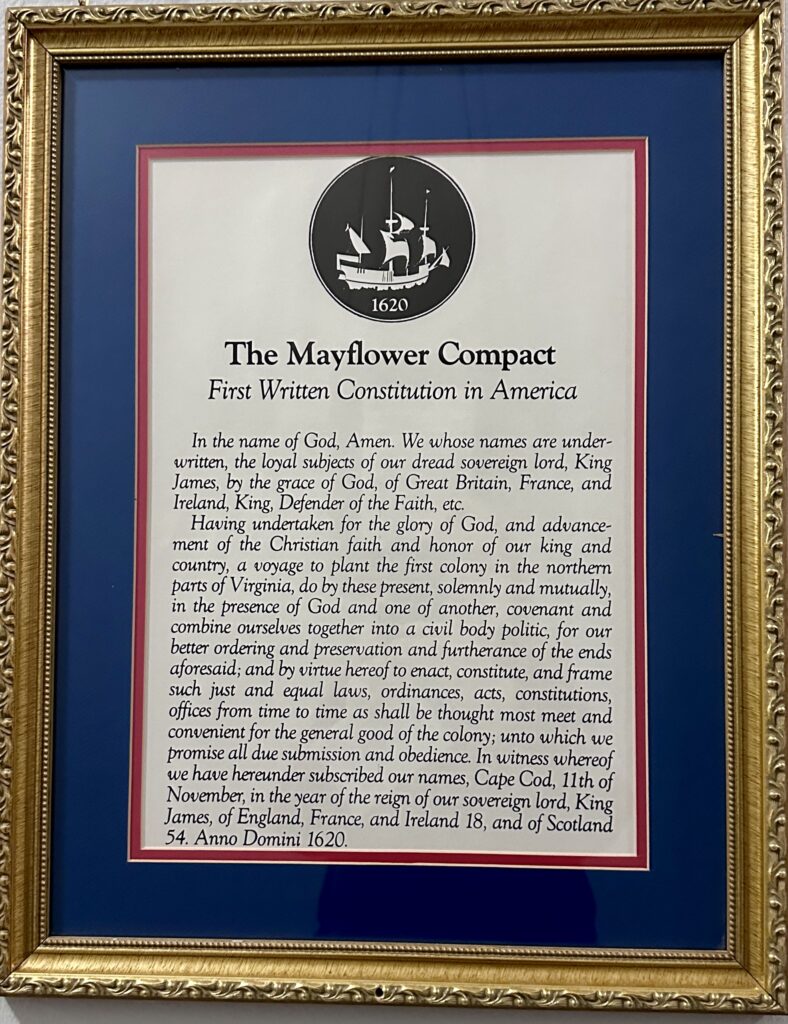 1620
The Mayflower Compact
First Written Constitution in America
In the name of God, Amen. We whose names are under-
written, the loyal subjects of our dread sovereign lord, King
James, by the grace of God, of Great Britain, France, and
Ireland, King, Defender of the Faith, etc.
Having undertaken for the glory of God, and advance-
ment of the Christian faith and honor of our king and
country, a voyage to plant the first colony in the northern
parts of Virginia, do by these present, solemnly and mutually,
in the presence of God and one of another, covenant and
combine ourselves together into a civil body politic, for our
better ordering and preservation and furtherance of the ends
aforesaid; and by virtue hereof to enact, constitute, and frame
such just and equal laws, ordinances, acts, constitutions,
offices from time to time as shall be thought most meet and
convenient for the general good of the colony; unto which we
promise all due submission and obedience. In witness whereof
we have hereunder subscribed our names, Cape Cod, 11th of
November, in the year of the reign of our sovereign lord, King
James, of England, France, and Ireland 18, and of Scotland
54. Anno Domini 1620.